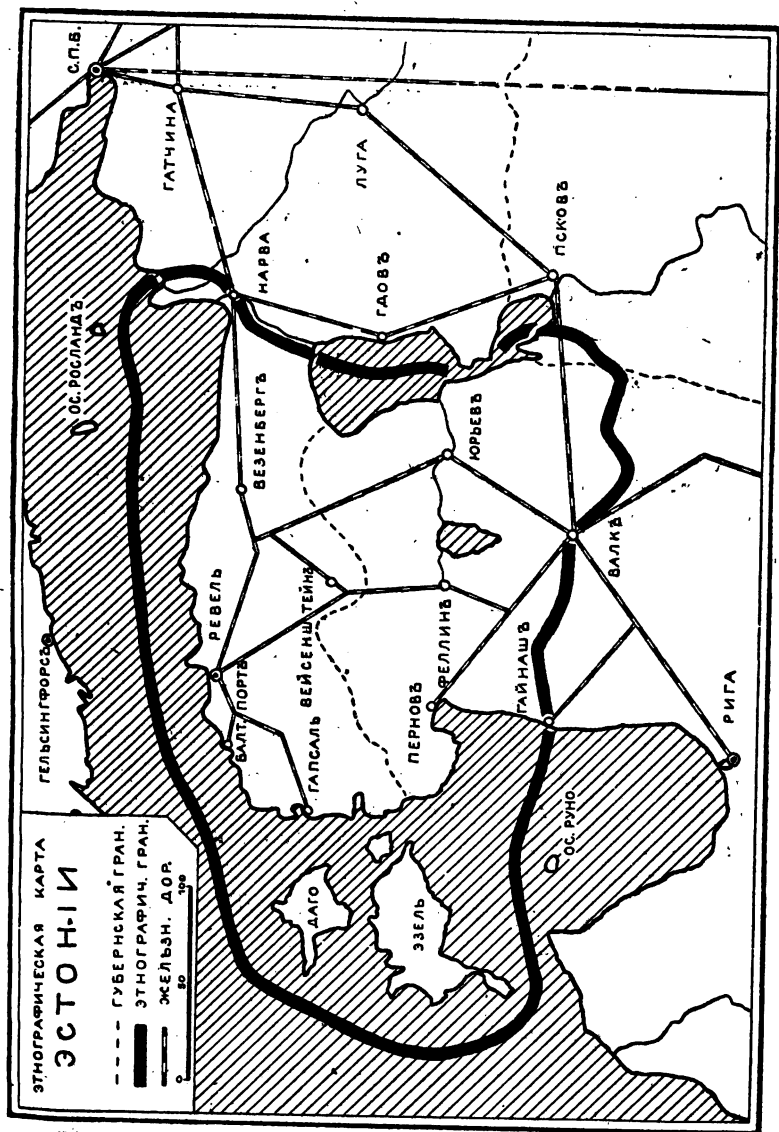 ЭТНОГРАФИЧЕСКАЯ КАРТА
ЭСТОНІИ
ГУБЕРНСКАЯ ГРАН.
ЭТНОГРАФИЧ. ГРАН.
ЖЕЛѢЗН. ДОР.
0 50 100
ГЕЛЬСИНГФОРСЪ
ОС. РОСЛАНДЪ
С.П.Б.
ГАТЧИНА
ЛУГА
НАРВА
ГДОВЪ
ПСКОВЪ
ВЕЗЕНБЕРГЪ
РЕВЕЛЬ
БАЛТ. ПОРТЪ
ГАПСАЛЬ
ВЕЙСЕНШТЕЙНЪ
ЮРЬЕВЪ
ФЕЛЛИНЪ
ПЕРНОВЪ
ГАЙНАШЪ
ВАЛКЪ
РИГА
ДАГО
ЭЗЕЛЬ
ОС. РУНО.